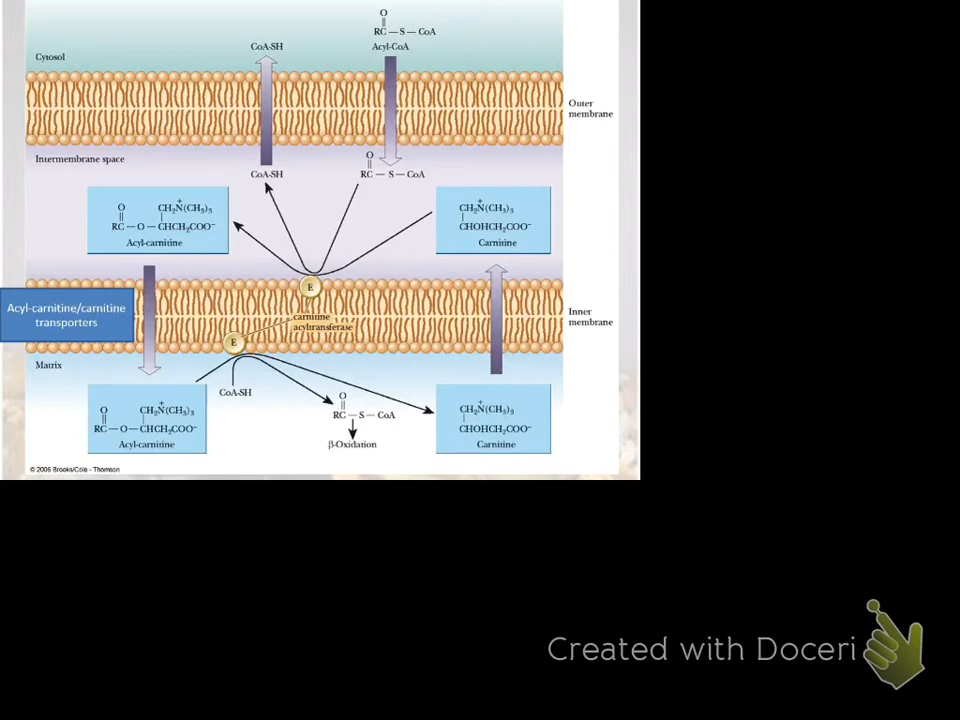 O
||
RC — S — CoA
CoA-SH
Acyl-CoA
Cytosol
Outer
membrane
Intermembrane space
O
||
CoA-SH
RC — S — CoA
O
||
CH₂N⁺(CH₃)₃
|
RC — O — CHCH₂COO⁻
Acyl-carnitine
CH₂N⁺(CH₃)₃
|
CHOHCH₂COO⁻
Carnitine
E
Acyl-carnitine/carnitine
transporters
carnitine
acyltransferase
Inner
membrane
E
Matrix
CoA-SH
O
||
CH₂N⁺(CH₃)₃
|
RC — O — CHCH₂COO⁻
Acyl-carnitine
O
||
RC — S — CoA
β-Oxidation
CH₂N⁺(CH₃)₃
|
CHOHCH₂COO⁻
Carnitine
© 2006 Brooks/Cole - Thomson
Created with Doceri